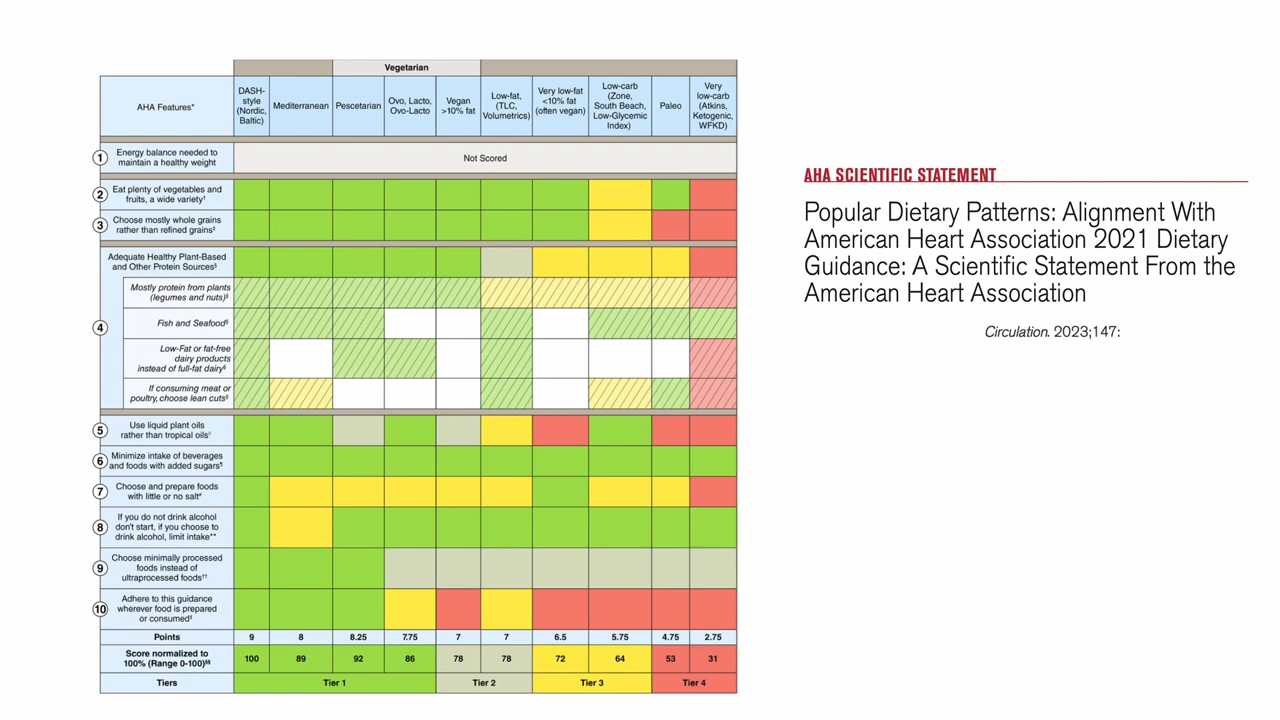 Vegetarian
AHA Features*
DASH-
style
(Nordic,
Baltic)
Mediterranean
Pescetarian
Ovo, Lacto,
Ovo-Lacto
Vegan
>10% fat
Low-fat,
(TLC,
Volumetrics)
Very low-fat
<10% fat
(often vegan)
Low-carb
(Zone,
South Beach,
Low-Glycemic
Index)
Paleo
Very
low-carb
(Atkins,
Ketogenic,
WFKD)
1 Energy balance needed to
maintain a healthy weight
Not Scored
2 Eat plenty of vegetables and
fruits, a wide variety†
3 Choose mostly whole grains
rather than refined grains‡
4
Adequate Healthy Plant-Based
and Other Protein Sources§
Mostly protein from plants
(legumes and nuts)§
Fish and Seafood§
Low-Fat or fat-free
dairy products
instead of full-fat dairy§
If consuming meat or
poultry, choose lean cuts§
5 Use liquid plant oils
rather than tropical oils‖
6 Minimize intake of beverages
and foods with added sugars¶
7 Choose and prepare foods
with little or no salt#
8 If you do not drink alcohol
don't start, if you choose to
drink alcohol, limit intake**
9 Choose minimally processed
foods instead of
ultraprocessed foods††
10 Adhere to this guidance
wherever food is prepared
or consumed‡
Points 9 8 8.25 7.75 7 7 6.5 5.75 4.75 2.75
Score normalized to
100% (Range 0-100)§§
100 89 92 86 78 78 72 64 53 31
Tiers Tier 1 Tier 2 Tier 3 Tier 4
AHA SCIENTIFIC STATEMENT
Popular Dietary Patterns: Alignment With
American Heart Association 2021 Dietary
Guidance: A Scientific Statement From the
American Heart Association
Circulation. 2023;147: